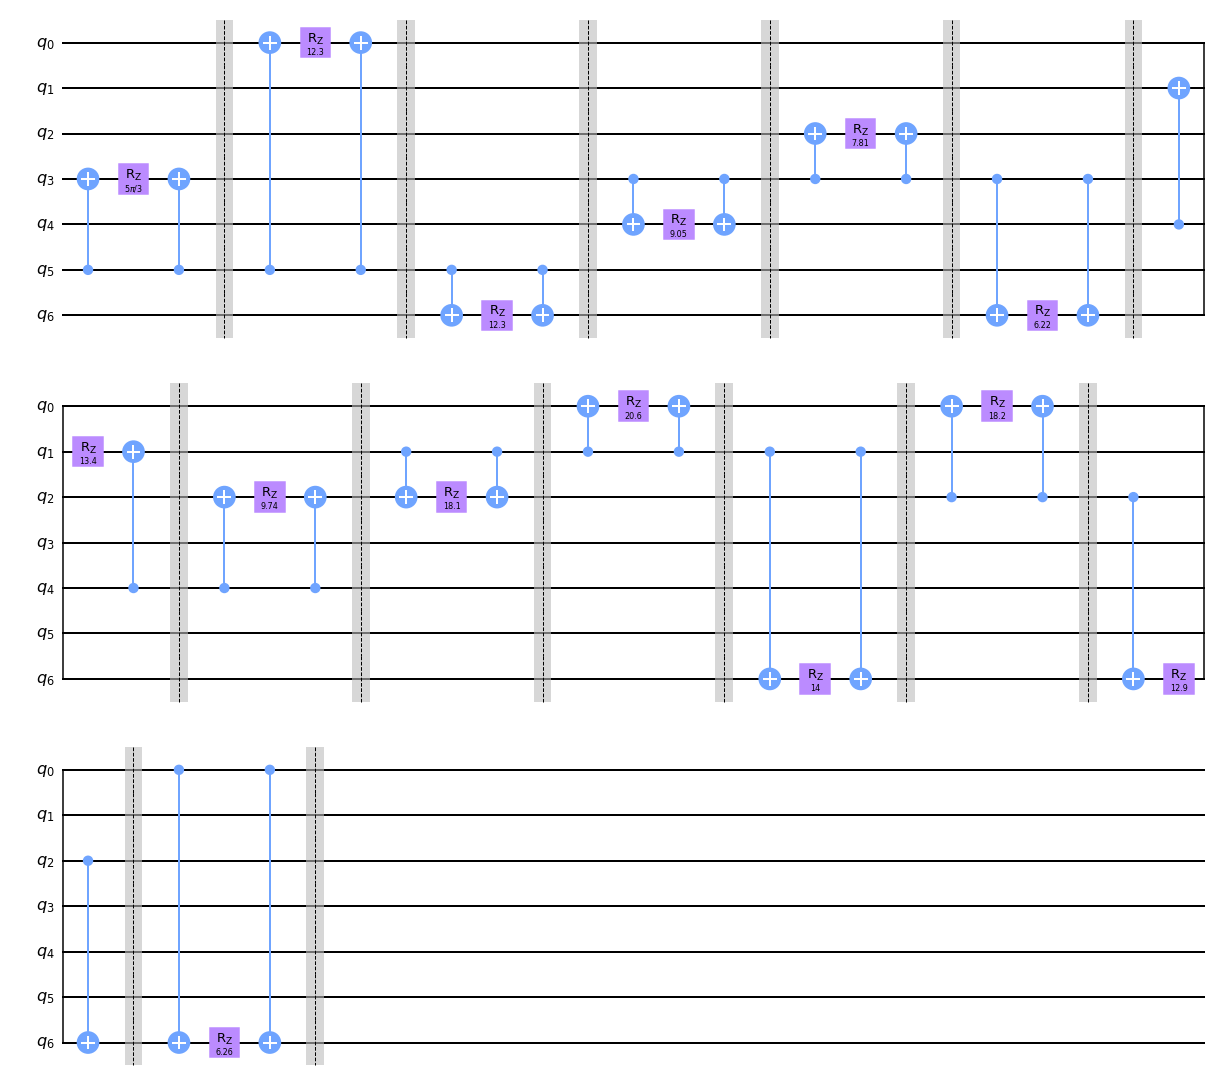 q0 RZ 12.3
q1
q2 RZ 7.81
q3 RZ 5π/3
q4 RZ 9.05
q5
q6 RZ 12.3 RZ 6.22
q0 RZ 20.6 RZ 18.2
q1 RZ 13.4
q2 RZ 9.74 RZ 18.1
q3
q4
q5
q6 RZ 14 RZ 12.9
q0
q1
q2
q3
q4
q5
q6 RZ 6.26